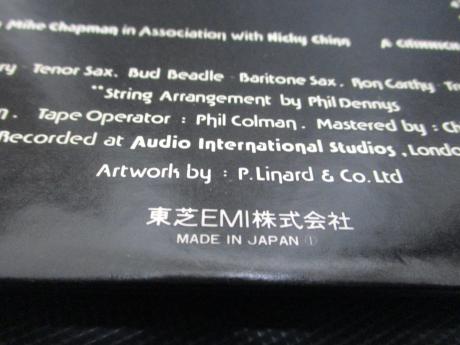 Mike Chapman in Association with Nicky Chinn
Tenor Sax. Bud Beadle - Baritone Sax. Ron Carthy
**String Arrangement by Phil Dennys
Tape Operator : Phil Colman. Mastered by :
Recorded at Audio International Studios , London
Artwork by : P.Linard & Co.Ltd
東芝EMI株式会社
MADE IN JAPAN ①